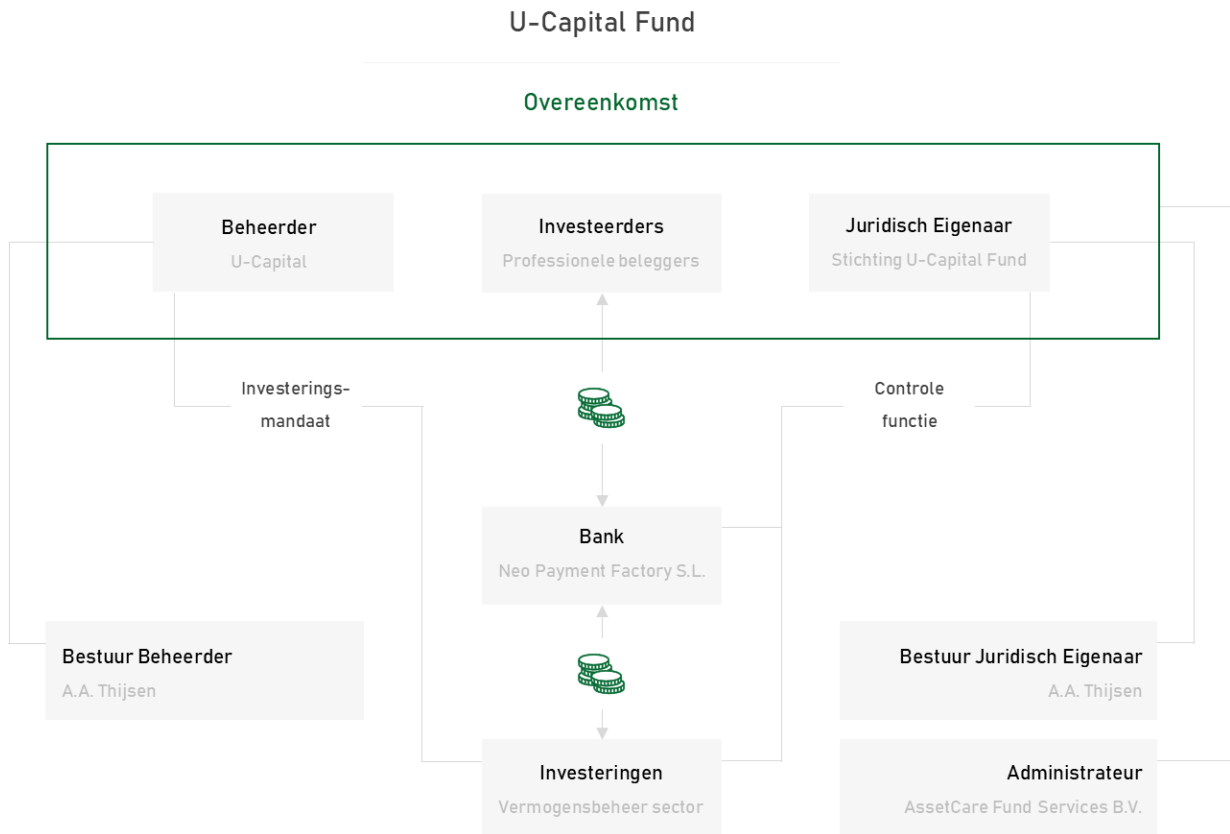 U-Capital Fund
Overeenkomst
Beheerder
U-Capital
Investeerders
Professionele beleggers
Juridisch Eigenaar
Stichting U-Capital Fund
Investerings-
mandaat
Controle
functie
Bank
Neo Payment Factory S.L.
Bestuur Beheerder
A.A. Thijsen
Bestuur Juridisch Eigenaar
A.A. Thijsen
Investeringen
Vermogensbeheer sector
Administrateur
AssetCare Fund Services B.V.